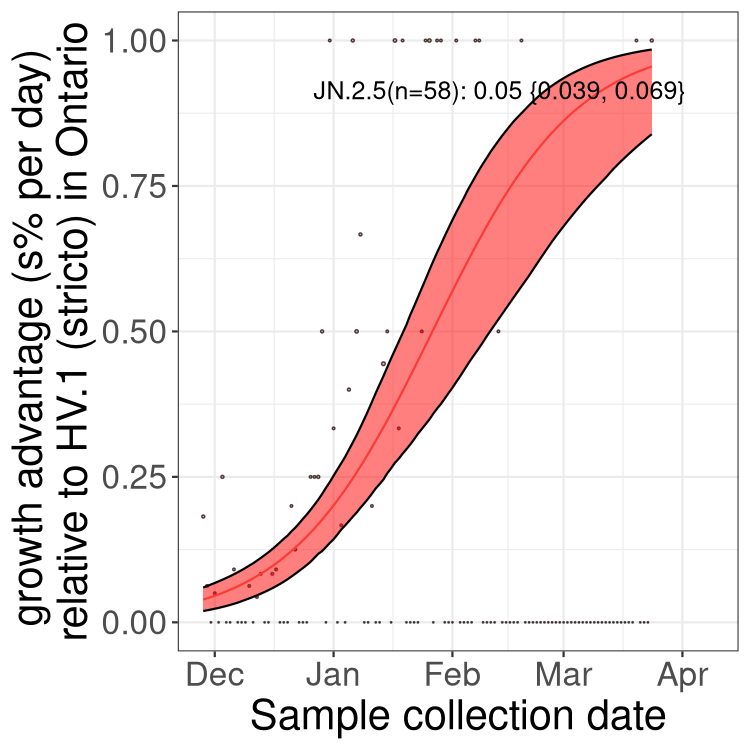 growth advantage (s% per day)
relative to HV.1 (stricto) in Ontario
1.00
0.75
0.50
0.25
0.00
JN.2.5(n=58): 0.05 {0.039, 0.069}
Dec Jan Feb Mar Apr
Sample collection date